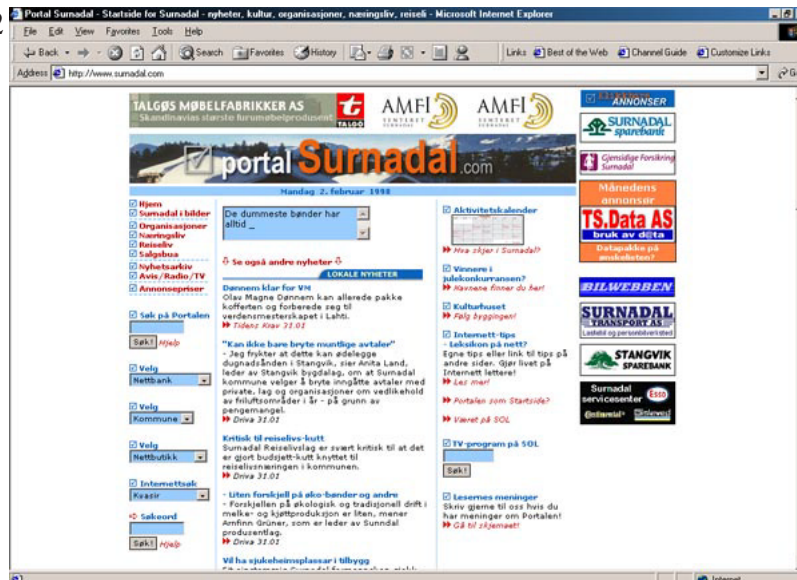 2
Portal Surnadal - Startside for Surnadal - nyheter, kultur, organisasjoner, næringsliv, reiseli - Microsoft Internet Explorer
File Edit View Favorites Tools Help
Back Search Favorites History Links Best of the Web Channel Guide Customize Links
Address http://www.surnadal.com
TALGØS MØBELFABRIKKER AS
Skandinavias største furumøbelprodusent
TALGO
AMFI
SENTERET
SURNADAL
AMFI
SENTERET
SURNADAL
portal Surnadal.com
Mandag 2. februar 1998
Hjem
Surnadal i bilder
Organisasjoner
Næringsliv
Reiseliv
Salgsbua
Nyhetsarkiv
Avis/Radio/TV
Annonsepriser
Søk på Portalen
Søk! Hjelp
Velg
Nettbank
Velg
Kommune
Velg
Nettbutikk
Internettsøk
Kvasir
Søkeord
Søk! Hjelp
De dummeste bønder har
alltid _
Se også andre nyheter
LOKALE NYHETER
Dønnem klar for VM
Olav Magne Dønnem kan allerede pakke
kofferten og forberede seg til
verdensmesterskapet i Lahti.
Tidens Krav 31.01
"Kan ikke bare bryte muntlige avtaler"
- Jeg frykter at dette kan ødelegge
dugnadsånden i Stangvik, sier Anita Land,
leder av Stangvik bygdalag, om at Surnadal
kommune velger å bryte inngåtte avtaler med
private, lag og organisasjoner om vedlikehold
av friluftsområder i år - på grunn av
pengemangel.
Driva 31.01
Kritisk til reiselivs-kutt
Surnadal Reiselivslag er svært kritisk til at det
er gjort budsjett-kutt knyttet til
reiselivsnæringen i kommunen.
Driva 31.01
- Liten forskjell på øko-bønder og andre
- Forskjellen på økologisk og tradisjonell drift i
melke- og kjøttproduksjon er liten, mener
Arnfinn Grüner, som er leder av Sunndal
produsentlag.
Driva 31.01
Vil ha sjukeheimsplassar i tilbygg
Aktivitetskalender
Hva skjer i Surnadal?
Vinnere i
julekonkurransen?
Navnene finner du her!
Kulturhuset
Følg byggingen!
Internett-tips
- Leksikon på nett?
Egne tips eller link til tips på
andre sider. Gjør livet på
Internett lettere!
Les mer!
Portalen som Startside?
Været på SOL
TV-program på SOL
Søk!
Lesernes meninger
Skriv gjerne til oss hvis du
har meninger om Portalen!
Gå til skjemaet!
ANNONSER
SURNADAL
sparebank
Gjensidige Forsikring
Surnadal
Månedens
annonsør
TS.Data AS
bruk av d@ta
Datapakke på
ønskelisten?
BILWEBBEN
SURNADAL
TRANSPORT AS
Lastebil og personbilverksted
STANGVIK
SPAREBANK
Surnadal
servicesenter
Esso
Continental
Gislaved
Internet